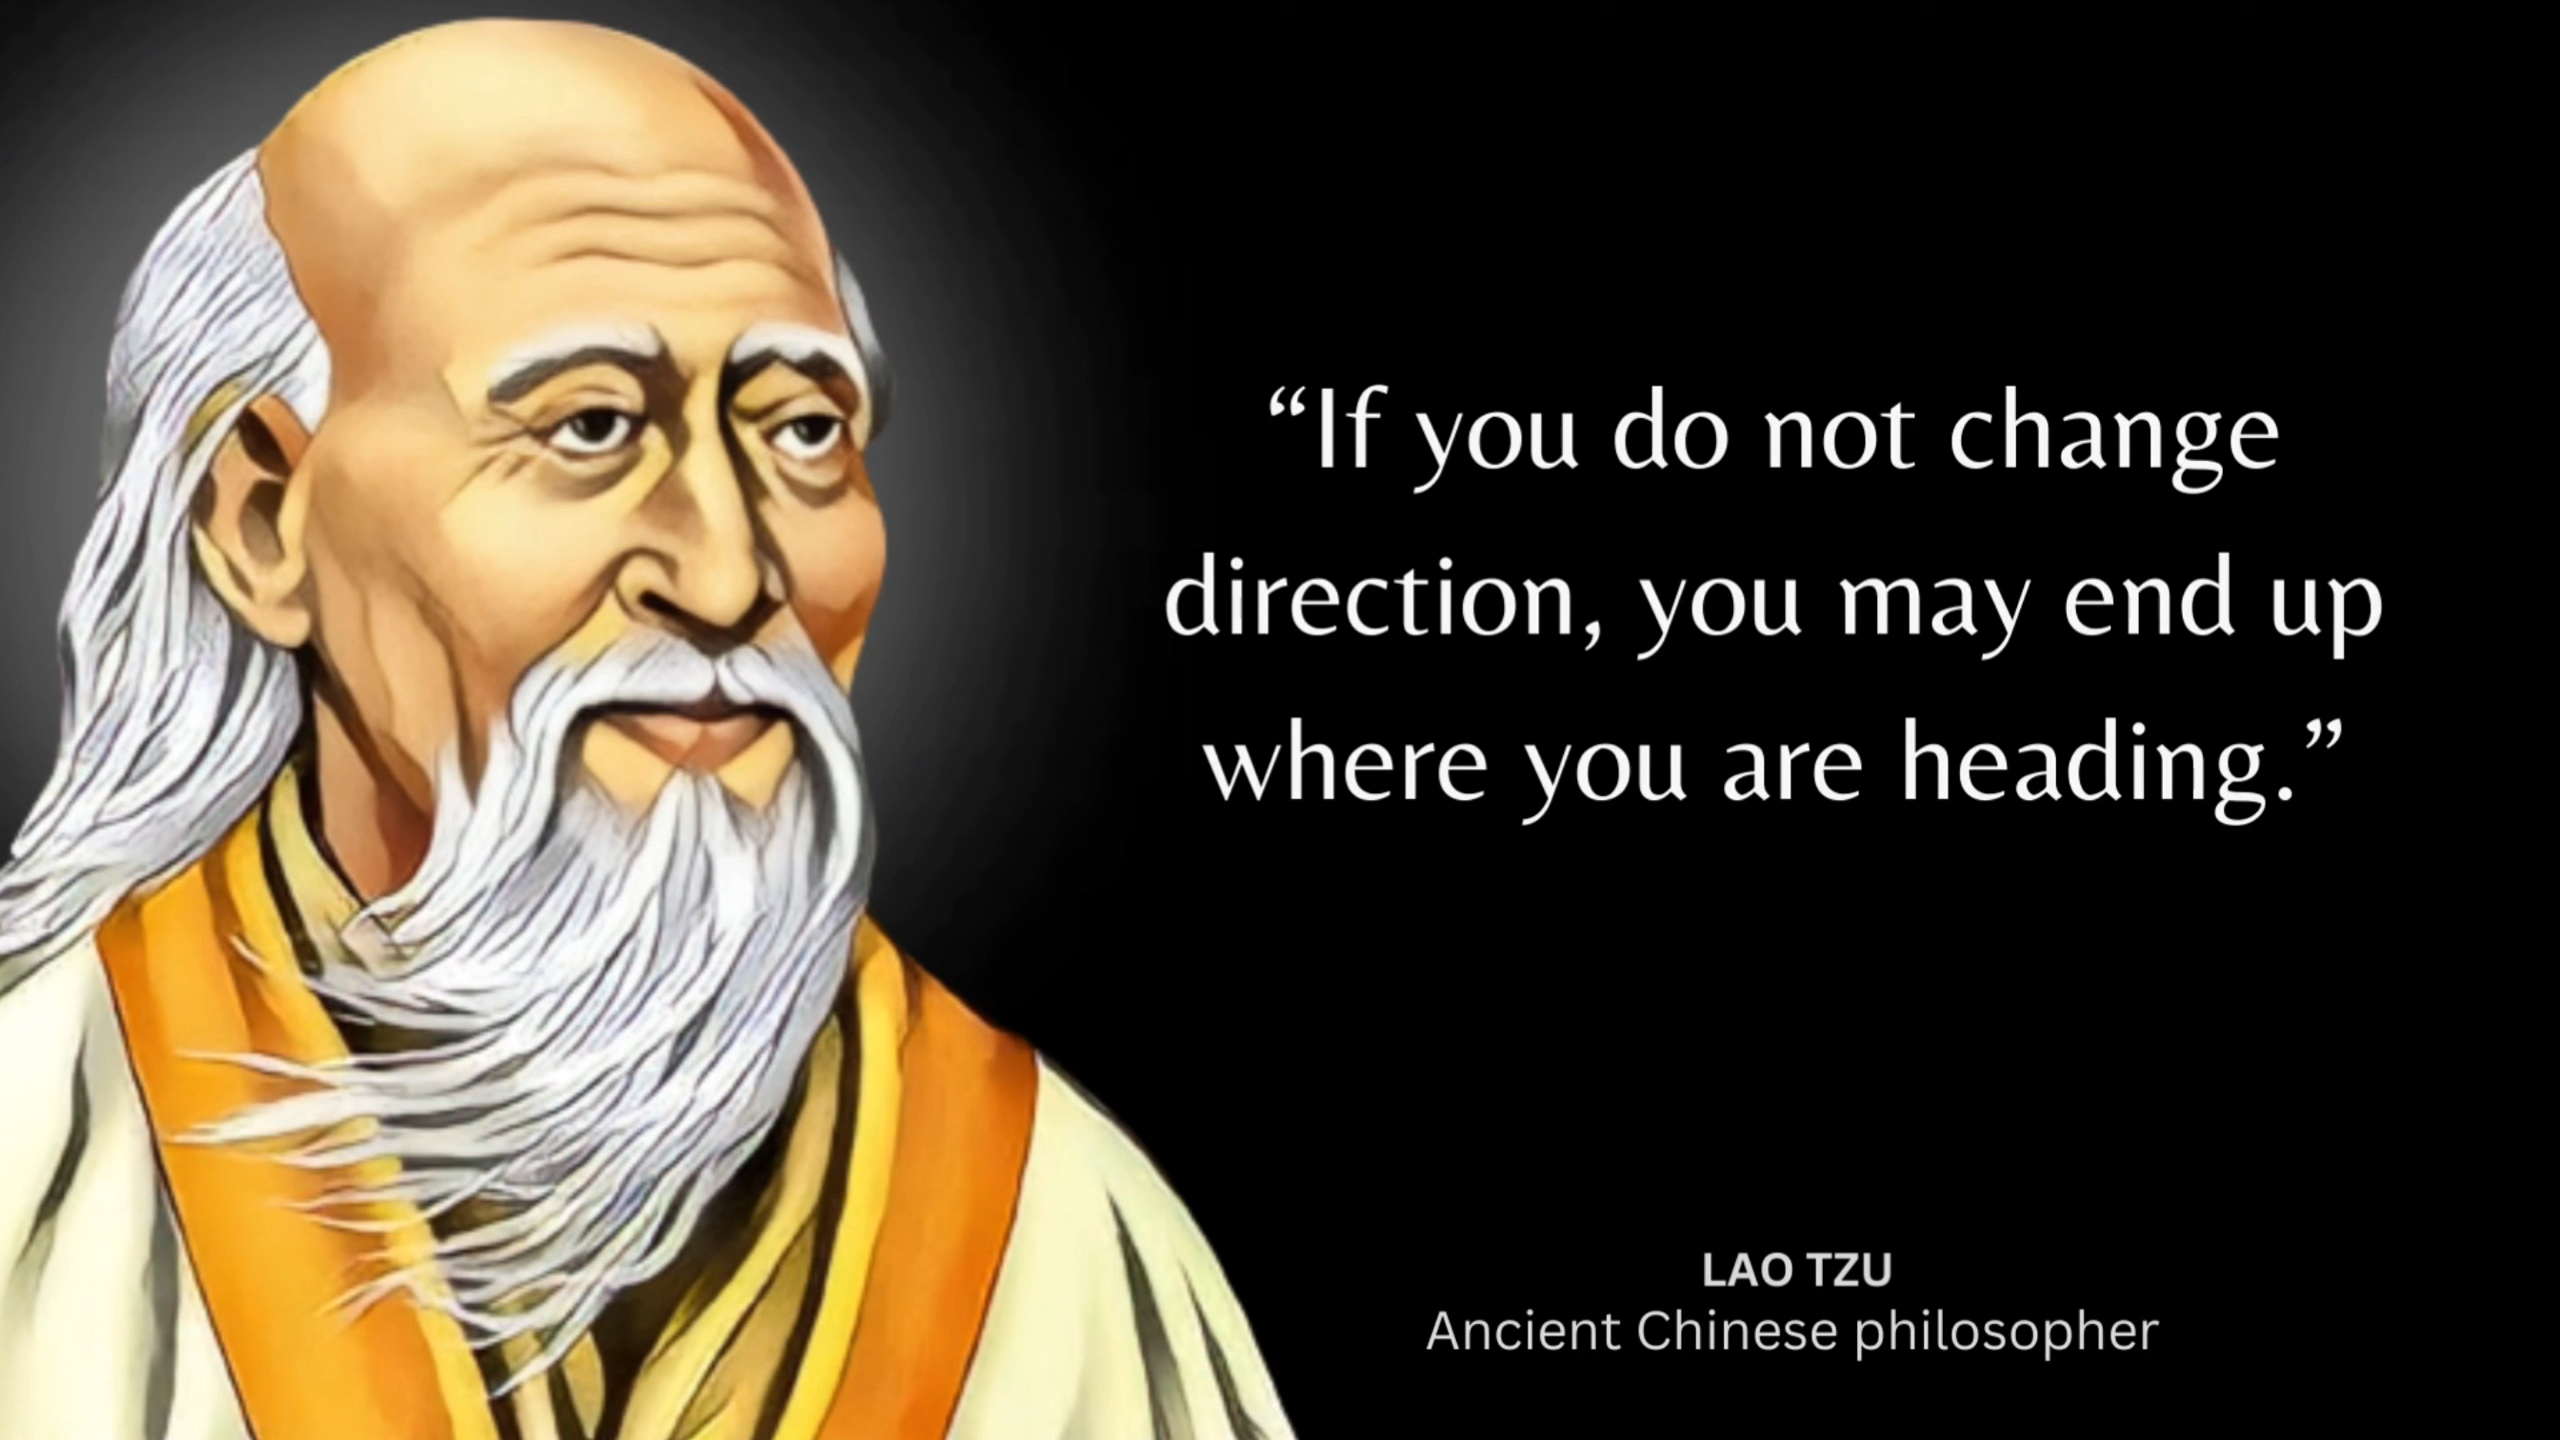 “If you do not change
direction, you may end up
where you are heading.”
LAO TZU
Ancient Chinese philosopher